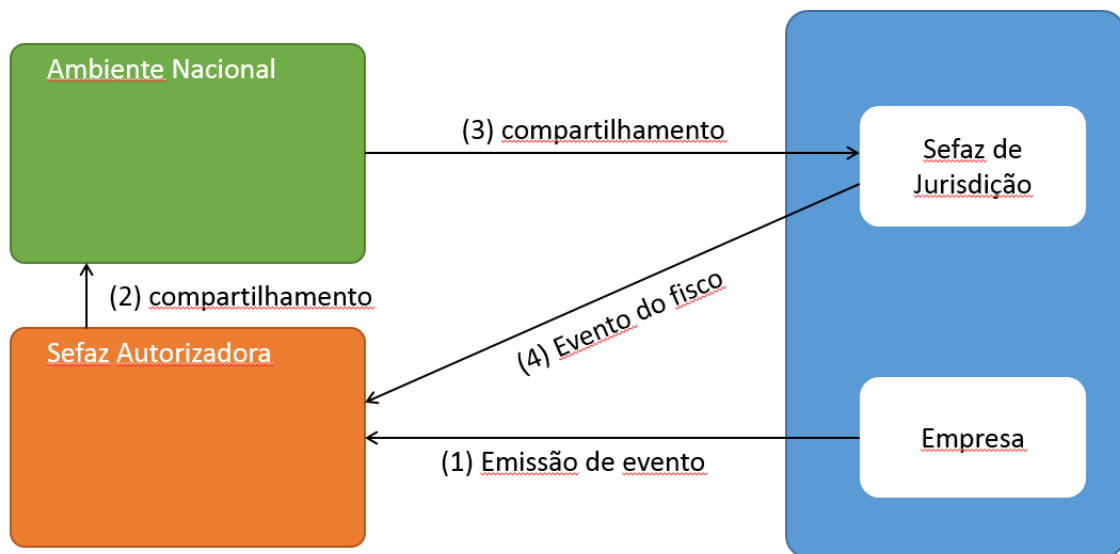 Ambiente Nacional
(3) compartilhamento
Sefaz de
Jurisdição
(2) compartilhamento
(4) Evento do fisco
Sefaz Autorizadora
Empresa
(1) Emissão de evento